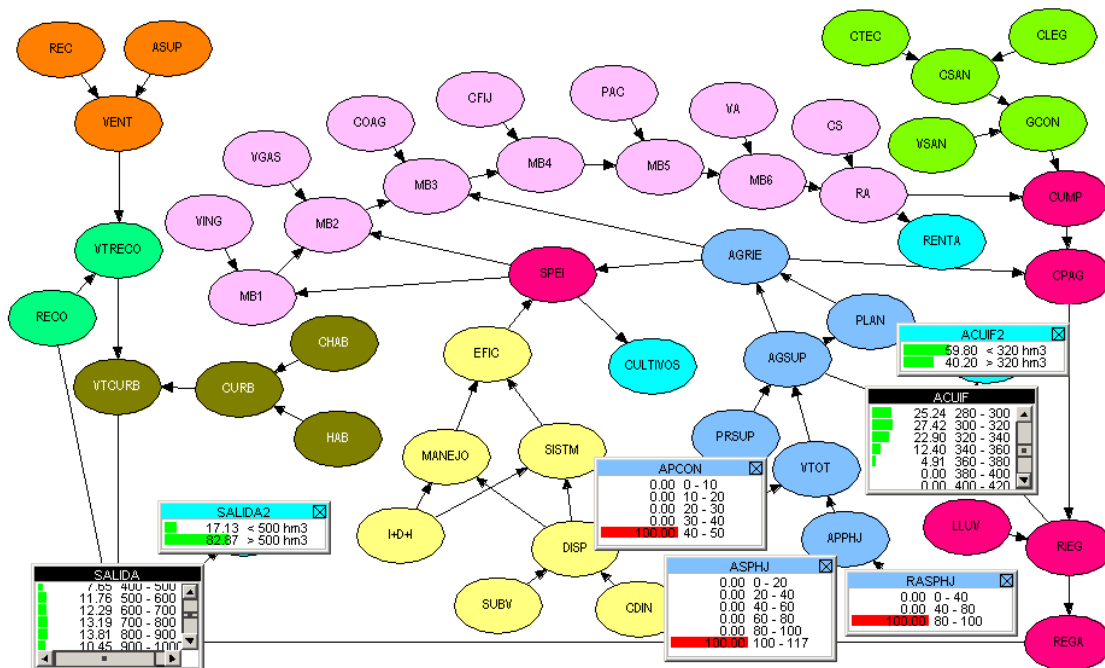 REC
ASUP
VENT
CTEC
CLEG
CSAN
VSAN
GCON
CFIJ
PAC
VA
CS
COAG
VGAS
VING
MB1
MB2
MB3
MB4
MB5
MB6
RA
CUMP
RENTA
VTRECO
RECO
SPEI
AGRIE
CPAG
PLAN
CHAB
EFIC
CULTIVOS
AGSUP
VTCURB
CURB
HAB
MANEJO
SISTM
PRSUP
VTOT
I+D+I
DISP
APPHJ
LLUV
RIEG
SUBV
CDIN
REGA
ACUIF2
59.80 < 320 hm3
40.20 > 320 hm3
ACUIF
25.24 280 - 300
27.42 300 - 320
22.90 320 - 340
12.40 340 - 360
4.91 360 - 380
0.00 380 - 400
0.00 400 - 420
APCON
0.00 0 - 10
0.00 10 - 20
0.00 20 - 30
0.00 30 - 40
100.00 40 - 50
SALIDA2
17.13 < 500 hm3
82.87 > 500 hm3
SALIDA
7.65 400 - 500
11.76 500 - 600
12.29 600 - 700
13.19 700 - 800
13.81 800 - 900
10.45 900 - 1000
ASPHJ
0.00 0 - 20
0.00 20 - 40
0.00 40 - 60
0.00 60 - 80
0.00 80 - 100
100.00 100 - 117
RASPHJ
0.00 0 - 40
0.00 40 - 80
100.00 80 - 100